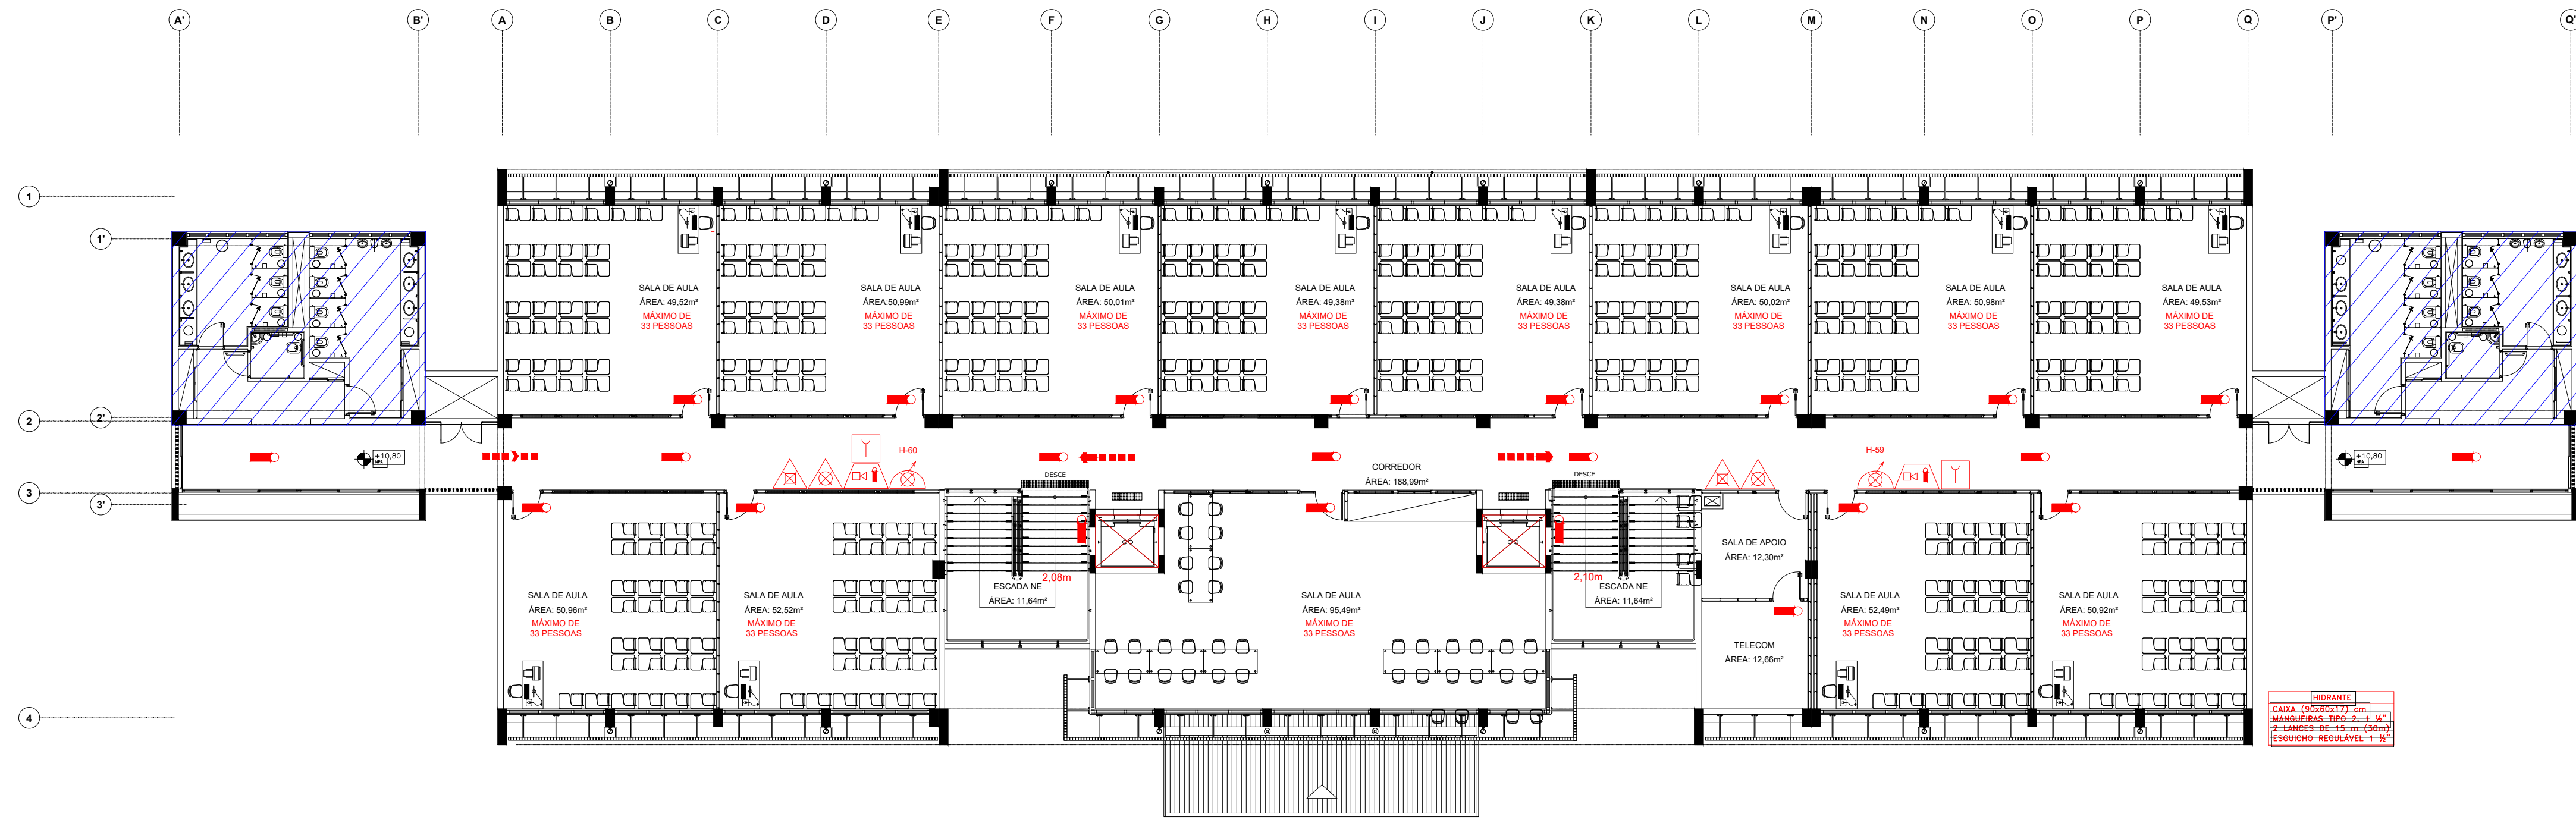 A'
B'
A
B
C
D
E
F
G
H
I
J
K
L
M
N
O
P
Q
P'
Q'
1
1'
2
2'
3
3'
4
SALA DE AULA
ÁREA: 49,52m²
MÁXIMO DE
33 PESSOAS
SALA DE AULA
ÁREA:50,99m²
MÁXIMO DE
33 PESSOAS
SALA DE AULA
ÁREA: 50,01m²
MÁXIMO DE
33 PESSOAS
SALA DE AULA
ÁREA: 49,38m²
MÁXIMO DE
33 PESSOAS
SALA DE AULA
ÁREA: 49,38m²
MÁXIMO DE
33 PESSOAS
SALA DE AULA
ÁREA: 50,02m²
MÁXIMO DE
33 PESSOAS
SALA DE AULA
ÁREA: 50,98m²
MÁXIMO DE
33 PESSOAS
SALA DE AULA
ÁREA: 49,53m²
MÁXIMO DE
33 PESSOAS
+10,80
NPA
H-60
DESCE
CORREDOR
ÁREA: 188,99m²
DESCE
H-59
+10,80
NPA
SALA DE AULA
ÁREA: 50,96m²
MÁXIMO DE
33 PESSOAS
SALA DE AULA
ÁREA: 52,52m²
MÁXIMO DE
33 PESSOAS
2,08m
ESCADA NE
ÁREA: 11,64m²
SALA DE AULA
ÁREA: 95,49m²
MÁXIMO DE
33 PESSOAS
2,10m
ESCADA NE
ÁREA: 11,64m²
SALA DE APOIO
ÁREA: 12,30m²
TELECOM
ÁREA: 12,66m²
SALA DE AULA
ÁREA: 52,49m²
MÁXIMO DE
33 PESSOAS
SALA DE AULA
ÁREA: 50,92m²
MÁXIMO DE
33 PESSOAS
HIDRANTE
CAIXA (90x60x17) cm
MANGUEIRAS TIPO 2, 1 ½"
2 LANCES DE 15 m (30m)
ESGUICHO REGULÁVEL 1 ½"